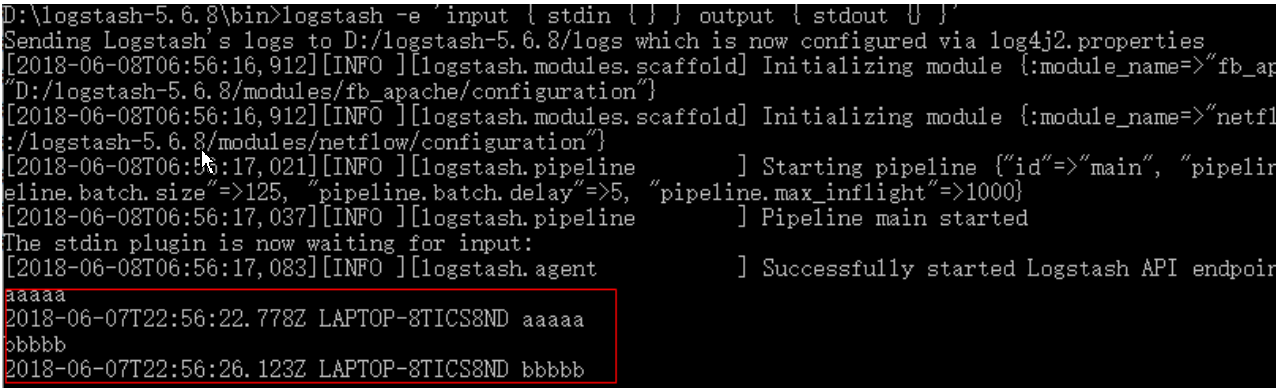 D:\logstash-5.6.8\bin>logstash -e 'input { stdin { } } output { stdout {} }'
Sending Logstash's logs to D:/logstash-5.6.8/logs which is now configured via log4j2.properties
[2018-06-08T06:56:16,912][INFO ][logstash.modules.scaffold] Initializing module {:module_name=>"fb_ap
"D:/logstash-5.6.8/modules/fb_apache/configuration"}
[2018-06-08T06:56:16,912][INFO ][logstash.modules.scaffold] Initializing module {:module_name=>"netfl
:/logstash-5.6.8/modules/netflow/configuration"}
[2018-06-08T06:56:17,021][INFO ][logstash.pipeline        ] Starting pipeline {"id"=>"main", "pipelin
eline.batch.size"=>125, "pipeline.batch.delay"=>5, "pipeline.max_inflight"=>1000}
[2018-06-08T06:56:17,037][INFO ][logstash.pipeline        ] Pipeline main started
The stdin plugin is now waiting for input:
[2018-06-08T06:56:17,083][INFO ][logstash.agent           ] Successfully started Logstash API endpoin
aaaaa
2018-06-07T22:56:22.778Z LAPTOP-8TICS8ND aaaaa
bbbbb
2018-06-07T22:56:26.123Z LAPTOP-8TICS8ND bbbbb